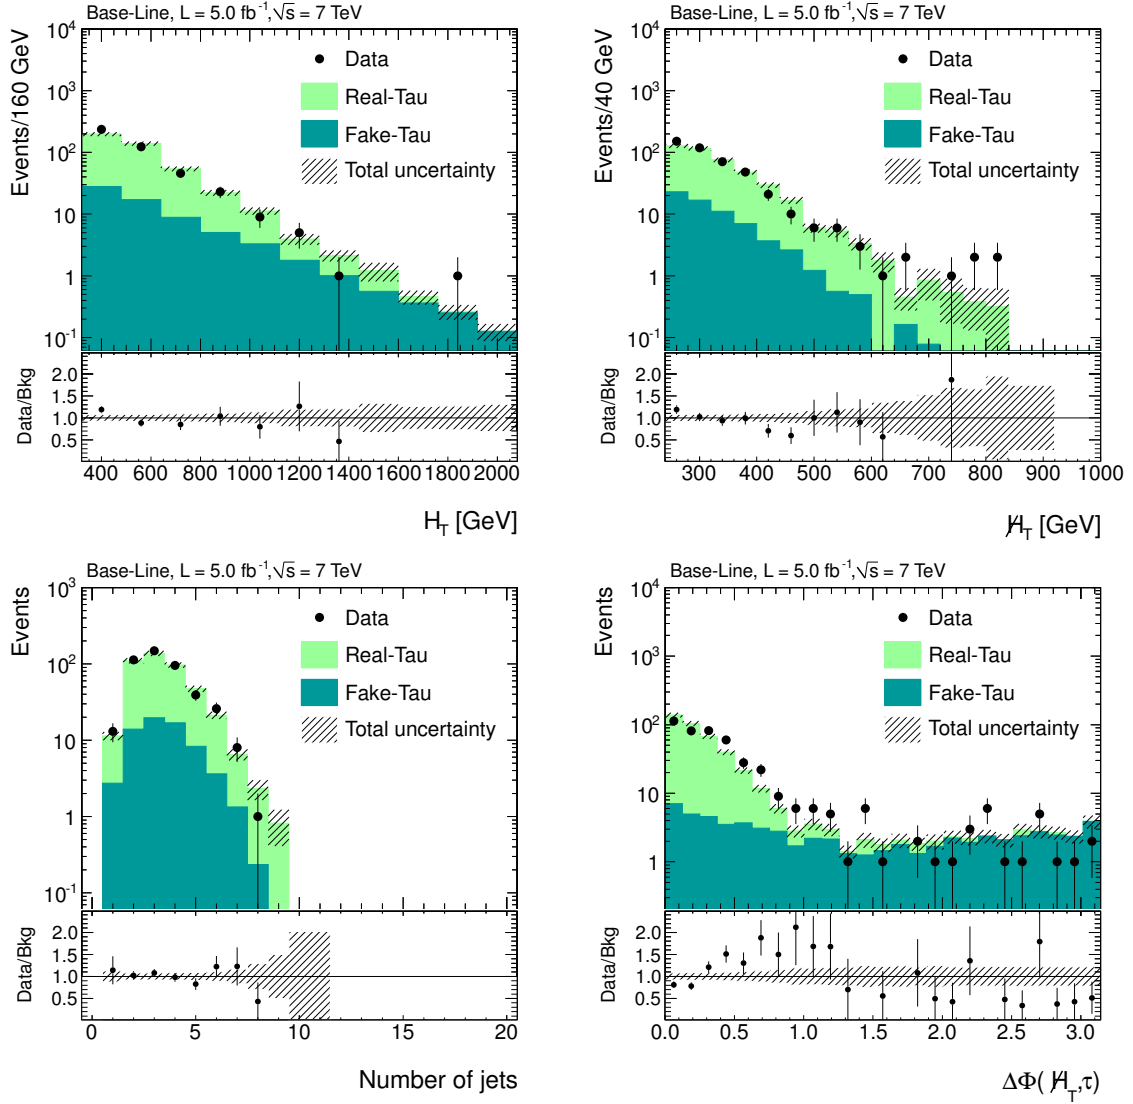 Base-Line, L = 5.0 fb⁻¹,√s = 7 TeV
Events/160 GeV
10⁴
10³
10²
10
1
10⁻¹
Data
Real-Tau
Fake-Tau
Total uncertainty
Data/Bkg
2.0
1.5
1.0
0.5
400 600 800 1000 1200 1400 1600 1800 2000
H_T [GeV]
Base-Line, L = 5.0 fb⁻¹,√s = 7 TeV
Events/40 GeV
10⁴
10³
10²
10
1
10⁻¹
Data
Real-Tau
Fake-Tau
Total uncertainty
Data/Bkg
2.0
1.5
1.0
0.5
300 400 500 600 700 800 900 1000
H̸_T [GeV]
Base-Line, L = 5.0 fb⁻¹,√s = 7 TeV
Events
10³
10²
10
1
10⁻¹
Data
Real-Tau
Fake-Tau
Total uncertainty
Data/Bkg
2.0
1.5
1.0
0.5
0 5 10 15 20
Number of jets
Base-Line, L = 5.0 fb⁻¹,√s = 7 TeV
Events
10⁴
10³
10²
10
1
Data
Real-Tau
Fake-Tau
Total uncertainty
Data/Bkg
2.0
1.5
1.0
0.5
0.0 0.5 1.0 1.5 2.0 2.5 3.0
ΔΦ( H̸_T,τ)